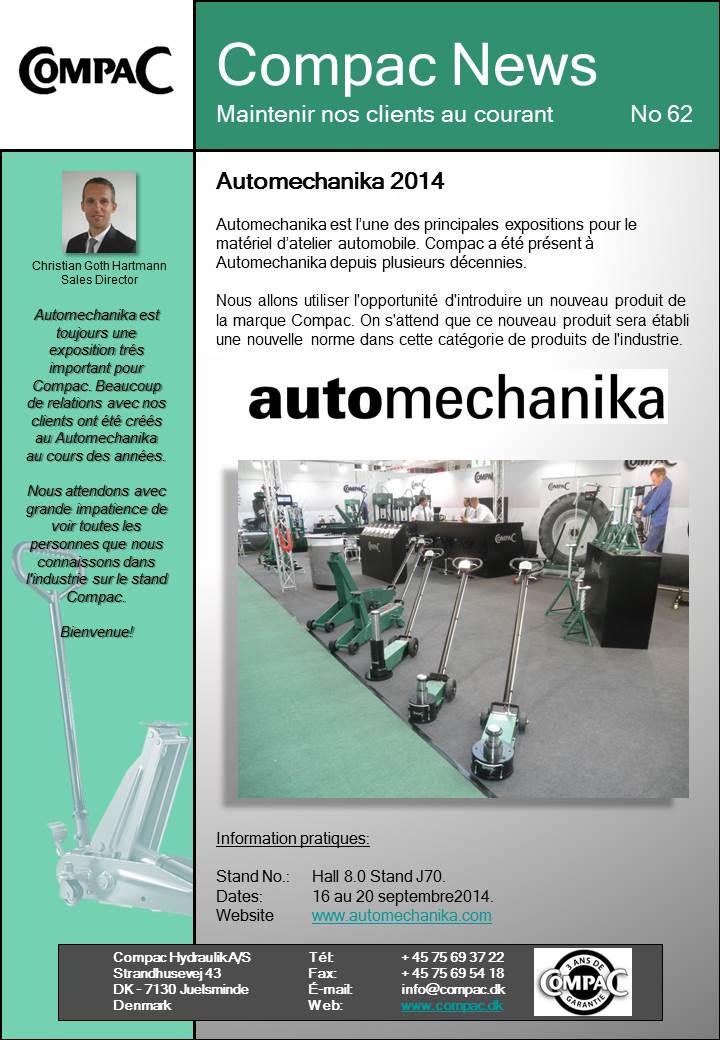 COMPAC
Compac News
Maintenir nos clients au courant No 62
Christian Goth Hartmann
Sales Director
Automechanika est
toujours une
exposition trés
important pour
Compac. Beaucoup
de relations avec nos
clients ont été créés
au Automechanika
au cours des années.
Nous attendons avec
grande impatience de
voir toutes les
personnes que nous
connaissons dans
l'industrie sur le stand
Compac.
Bienvenue!
Automechanika 2014
Automechanika est l’une des principales expositions pour le
matériel d’atelier automobile. Compac a été présent à
Automechanika depuis plusieurs décennies.
Nous allons utiliser l'opportunité d'introduire un nouveau produit de
la marque Compac. On s'attend que ce nouveau produit sera établi
une nouvelle norme dans cette catégorie de produits de l'industrie.
automechanika
COMPAC
COMPAC
COMPAC
COMPAC
Information pratiques:
Stand No.: Hall 8.0 Stand J70.
Dates: 16 au 20 septembre2014.
Website www.automechanika.com
Compac Hydraulik A/S Tél: + 45 75 69 37 22
Strandhusevej 43 Fax: + 45 75 69 54 18
DK - 7130 Juelsminde É-mail: info@compac.dk
Denmark Web: www.compac.dk
3 ANS DE
COMPAC
GARANTIE